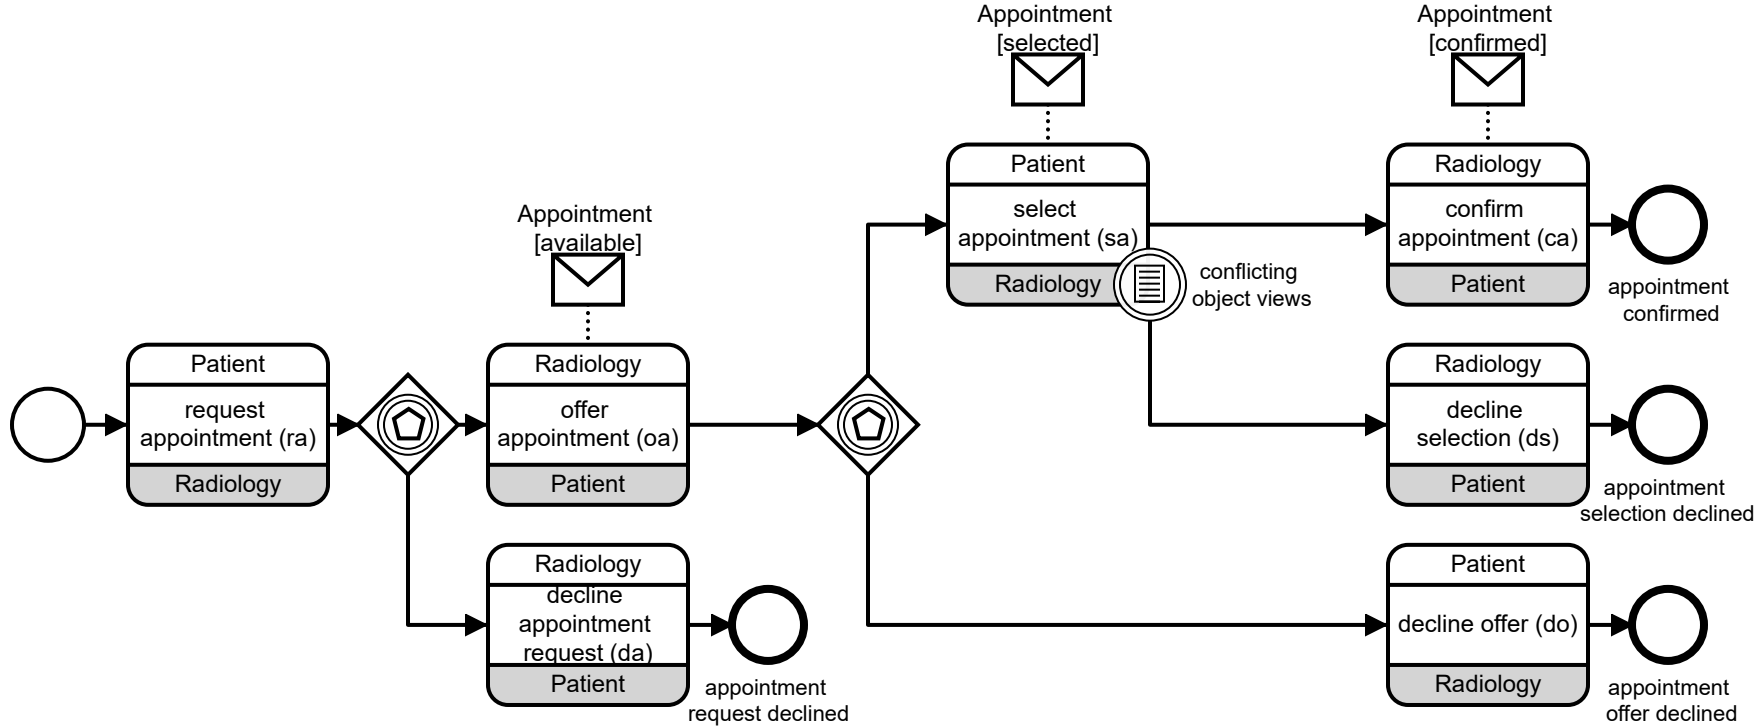 Appointment
[selected]
Appointment
[confirmed]
Patient
select
appointment (sa)
Radiology
conflicting
object views
Radiology
confirm
appointment (ca)
Patient
appointment
confirmed
Appointment
[available]
Patient
request
appointment (ra)
Radiology
Radiology
offer
appointment (oa)
Patient
Radiology
decline
selection (ds)
Patient
appointment
selection declined
Radiology
decline
appointment
request (da)
Patient
appointment
request declined
Patient
decline offer (do)
Radiology
appointment
offer declined